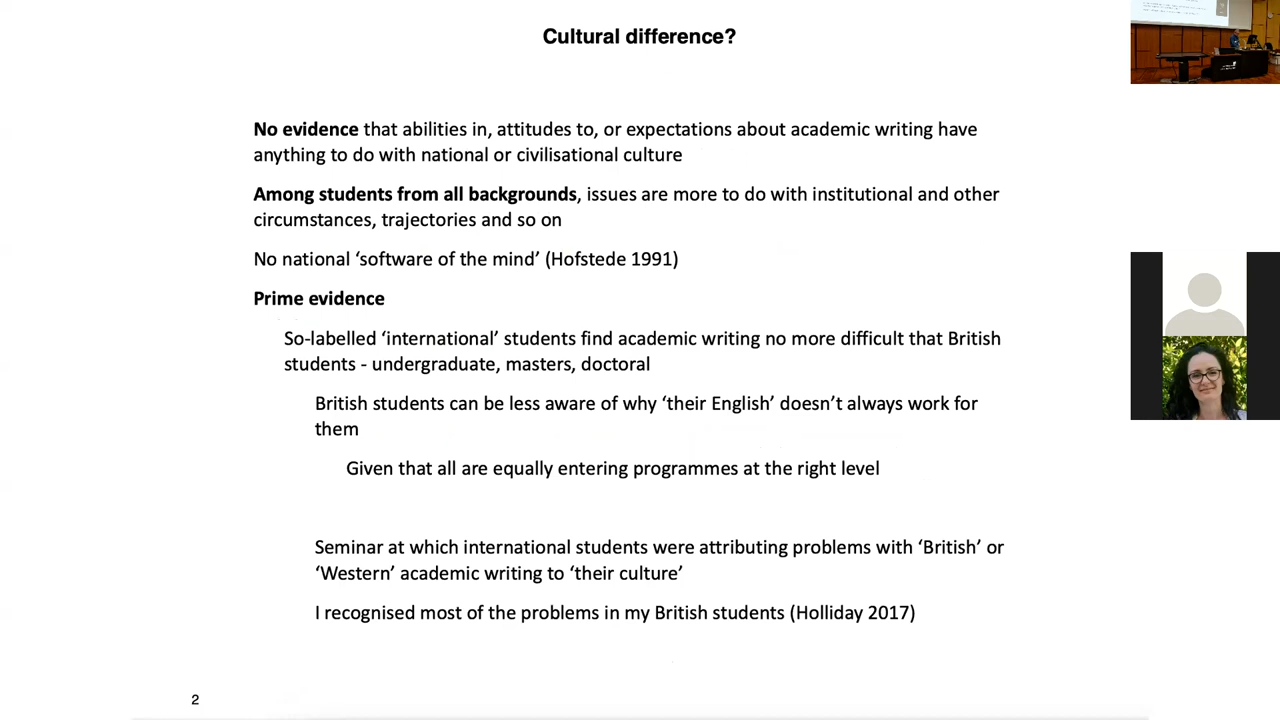 Cultural difference?
No evidence that abilities in, attitudes to, or expectations about academic writing have
anything to do with national or civilisational culture
Among students from all backgrounds, issues are more to do with institutional and other
circumstances, trajectories and so on
No national ‘software of the mind’ (Hofstede 1991)
Prime evidence
So-labelled ‘international’ students find academic writing no more difficult that British
students - undergraduate, masters, doctoral
British students can be less aware of why ‘their English’ doesn’t always work for
them
Given that all are equally entering programmes at the right level
Seminar at which international students were attributing problems with ‘British’ or
‘Western’ academic writing to ‘their culture’
I recognised most of the problems in my British students (Holliday 2017)
2